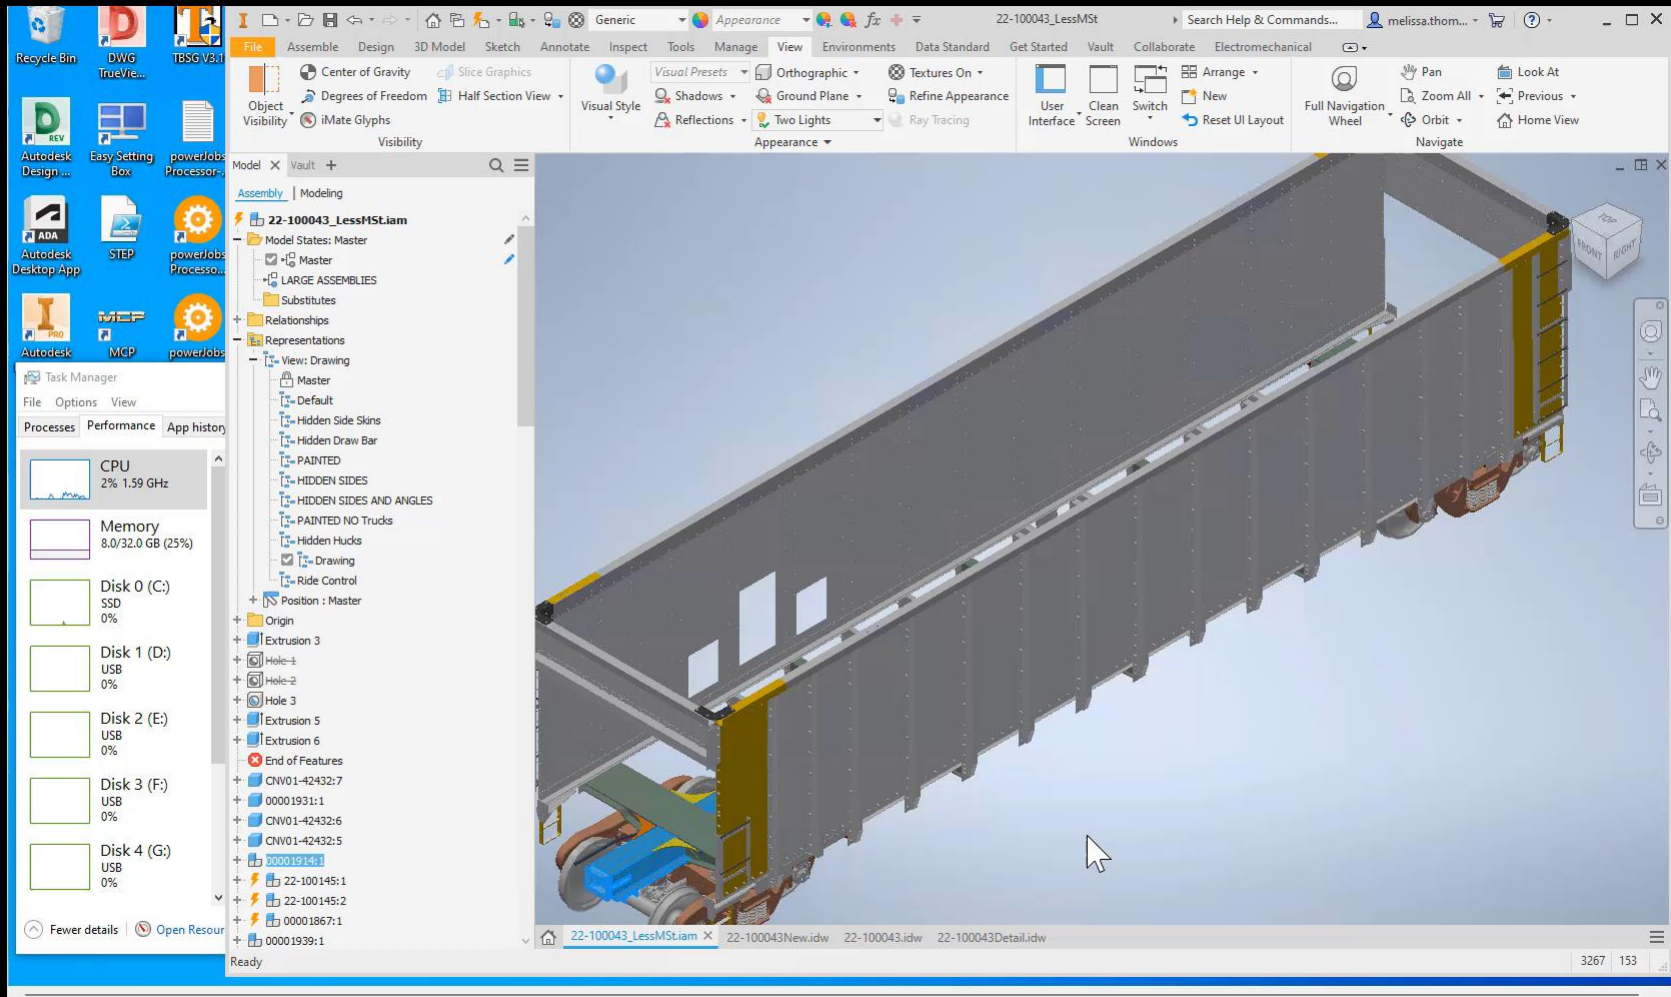 Generic
Appearance
fx
22-100043_LessMSt
Search Help & Commands...
melissa.thom...
File
Assemble
Design
3D Model
Sketch
Annotate
Inspect
Tools
Manage
View
Environments
Data Standard
Get Started
Vault
Collaborate
Electromechanical
Object
Visibility
Center of Gravity
Degrees of Freedom
iMate Glyphs
Slice Graphics
Half Section View
Visibility
Visual Style
Visual Presets
Shadows
Reflections
Orthographic
Ground Plane
Two Lights
Textures On
Refine Appearance
Ray Tracing
Appearance
User
Interface
Clean
Screen
Switch
Arrange
New
Reset UI Layout
Windows
Full Navigation
Wheel
Pan
Zoom All
Orbit
Look At
Previous
Home View
Navigate
Recycle Bin
DWG
TrueVie...
TBSG V3.1
REV
Autodesk
Design ...
Easy Setting
Box
powerJobs
Processor-
ADA
Autodesk
Desktop App
STEP
powerJobs
Processo...
PRO
Autodesk
MCP
MCP
powerJobs
Task Manager
File Options View
Processes Performance App history
CPU
2% 1.59 GHz
Memory
8.0/32.0 GB (25%)
Disk 0 (C:)
SSD
0%
Disk 1 (D:)
USB
0%
Disk 2 (E:)
USB
0%
Disk 3 (F:)
USB
0%
Disk 4 (G:)
USB
0%
Fewer details
Open Resour
Model
Vault
Assembly | Modeling
22-100043_LessMSt.iam
Model States: Master
Master
LARGE ASSEMBLIES
Substitutes
Relationships
Representations
View: Drawing
Master
Default
Hidden Side Skins
Hidden Draw Bar
PAINTED
HIDDEN SIDES
HIDDEN SIDES AND ANGLES
PAINTED NO Trucks
Hidden Hucks
Drawing
Ride Control
Position : Master
Origin
Extrusion 3
Hole 1
Hole 2
Hole 3
Extrusion 5
Extrusion 6
End of Features
CNV01-42432:7
00001931:1
CNV01-42432:6
CNV01-42432:5
00001914:1
22-100145:1
22-100145:2
00001867:1
00001939:1
TOP
FRONT
RIGHT
22-100043_LessMSt.iam
22-100043New.idw
22-100043.idw
22-100043Detail.idw
Ready
3267
153